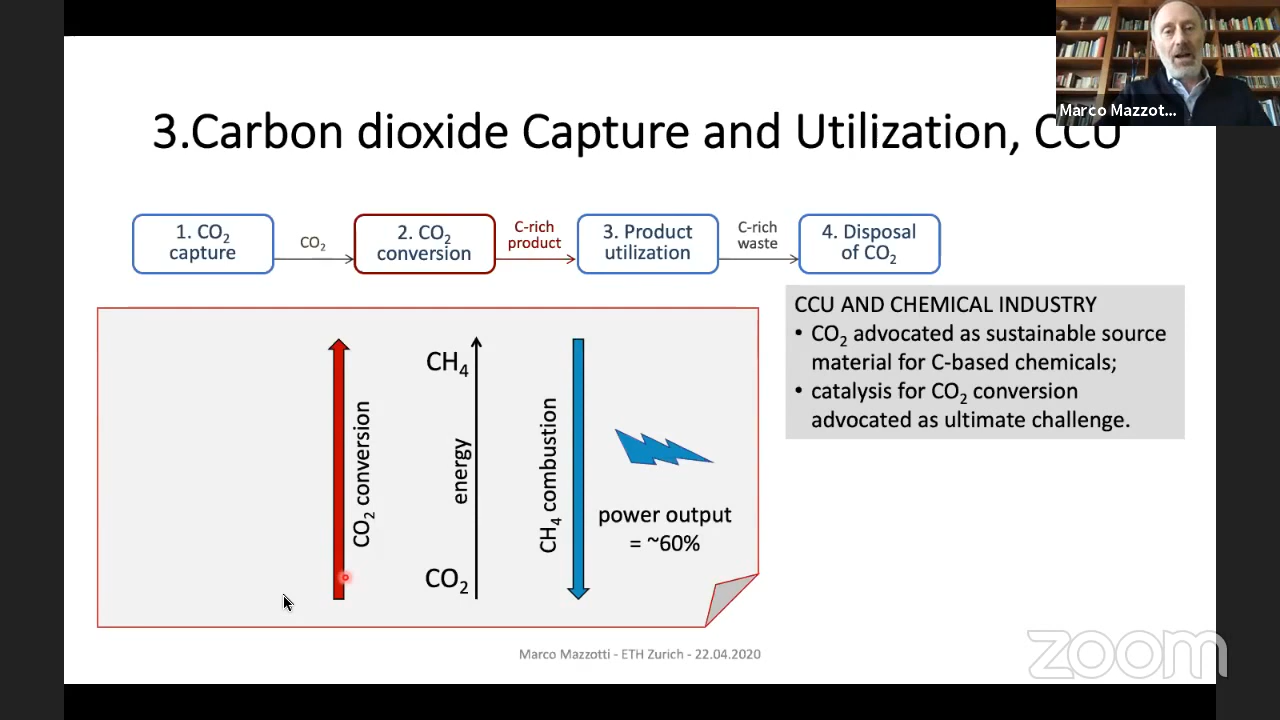 Marco Mazzot...
3.Carbon dioxide Capture and Utilization, CCU
1. CO₂
capture
CO₂
2. CO₂
conversion
C-rich
product
3. Product
utilization
C-rich
waste
4. Disposal
of CO₂
CCU AND CHEMICAL INDUSTRY
• CO₂ advocated as sustainable source
material for C-based chemicals;
• catalysis for CO₂ conversion
advocated as ultimate challenge.
CO₂ conversion
CH₄
energy
CO₂
CH₄ combustion
power output
= ~60%
Marco Mazzotti - ETH Zurich - 22.04.2020
zoom